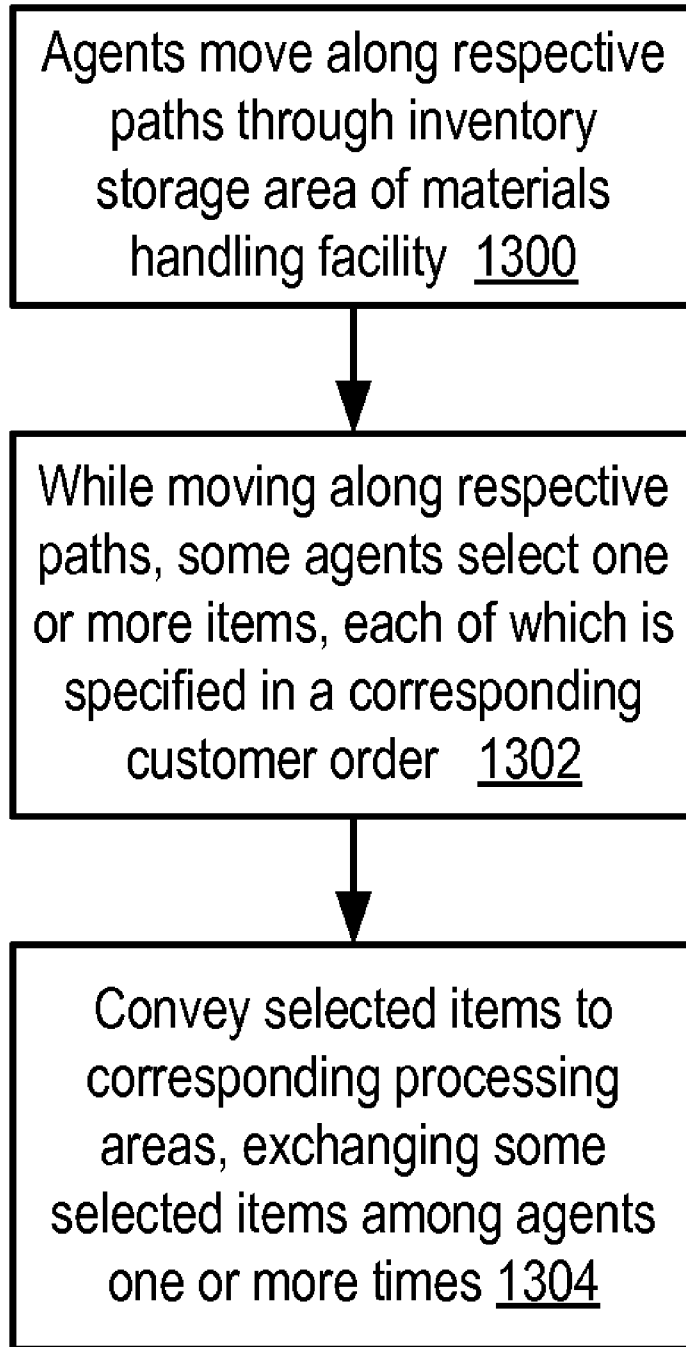 Agents move along respective
paths through inventory
storage area of materials
handling facility 1300
While moving along respective
paths, some agents select one
or more items, each of which is
specified in a corresponding
customer order 1302
Convey selected items to
corresponding processing
areas, exchanging some
selected items among agents
one or more times 1304